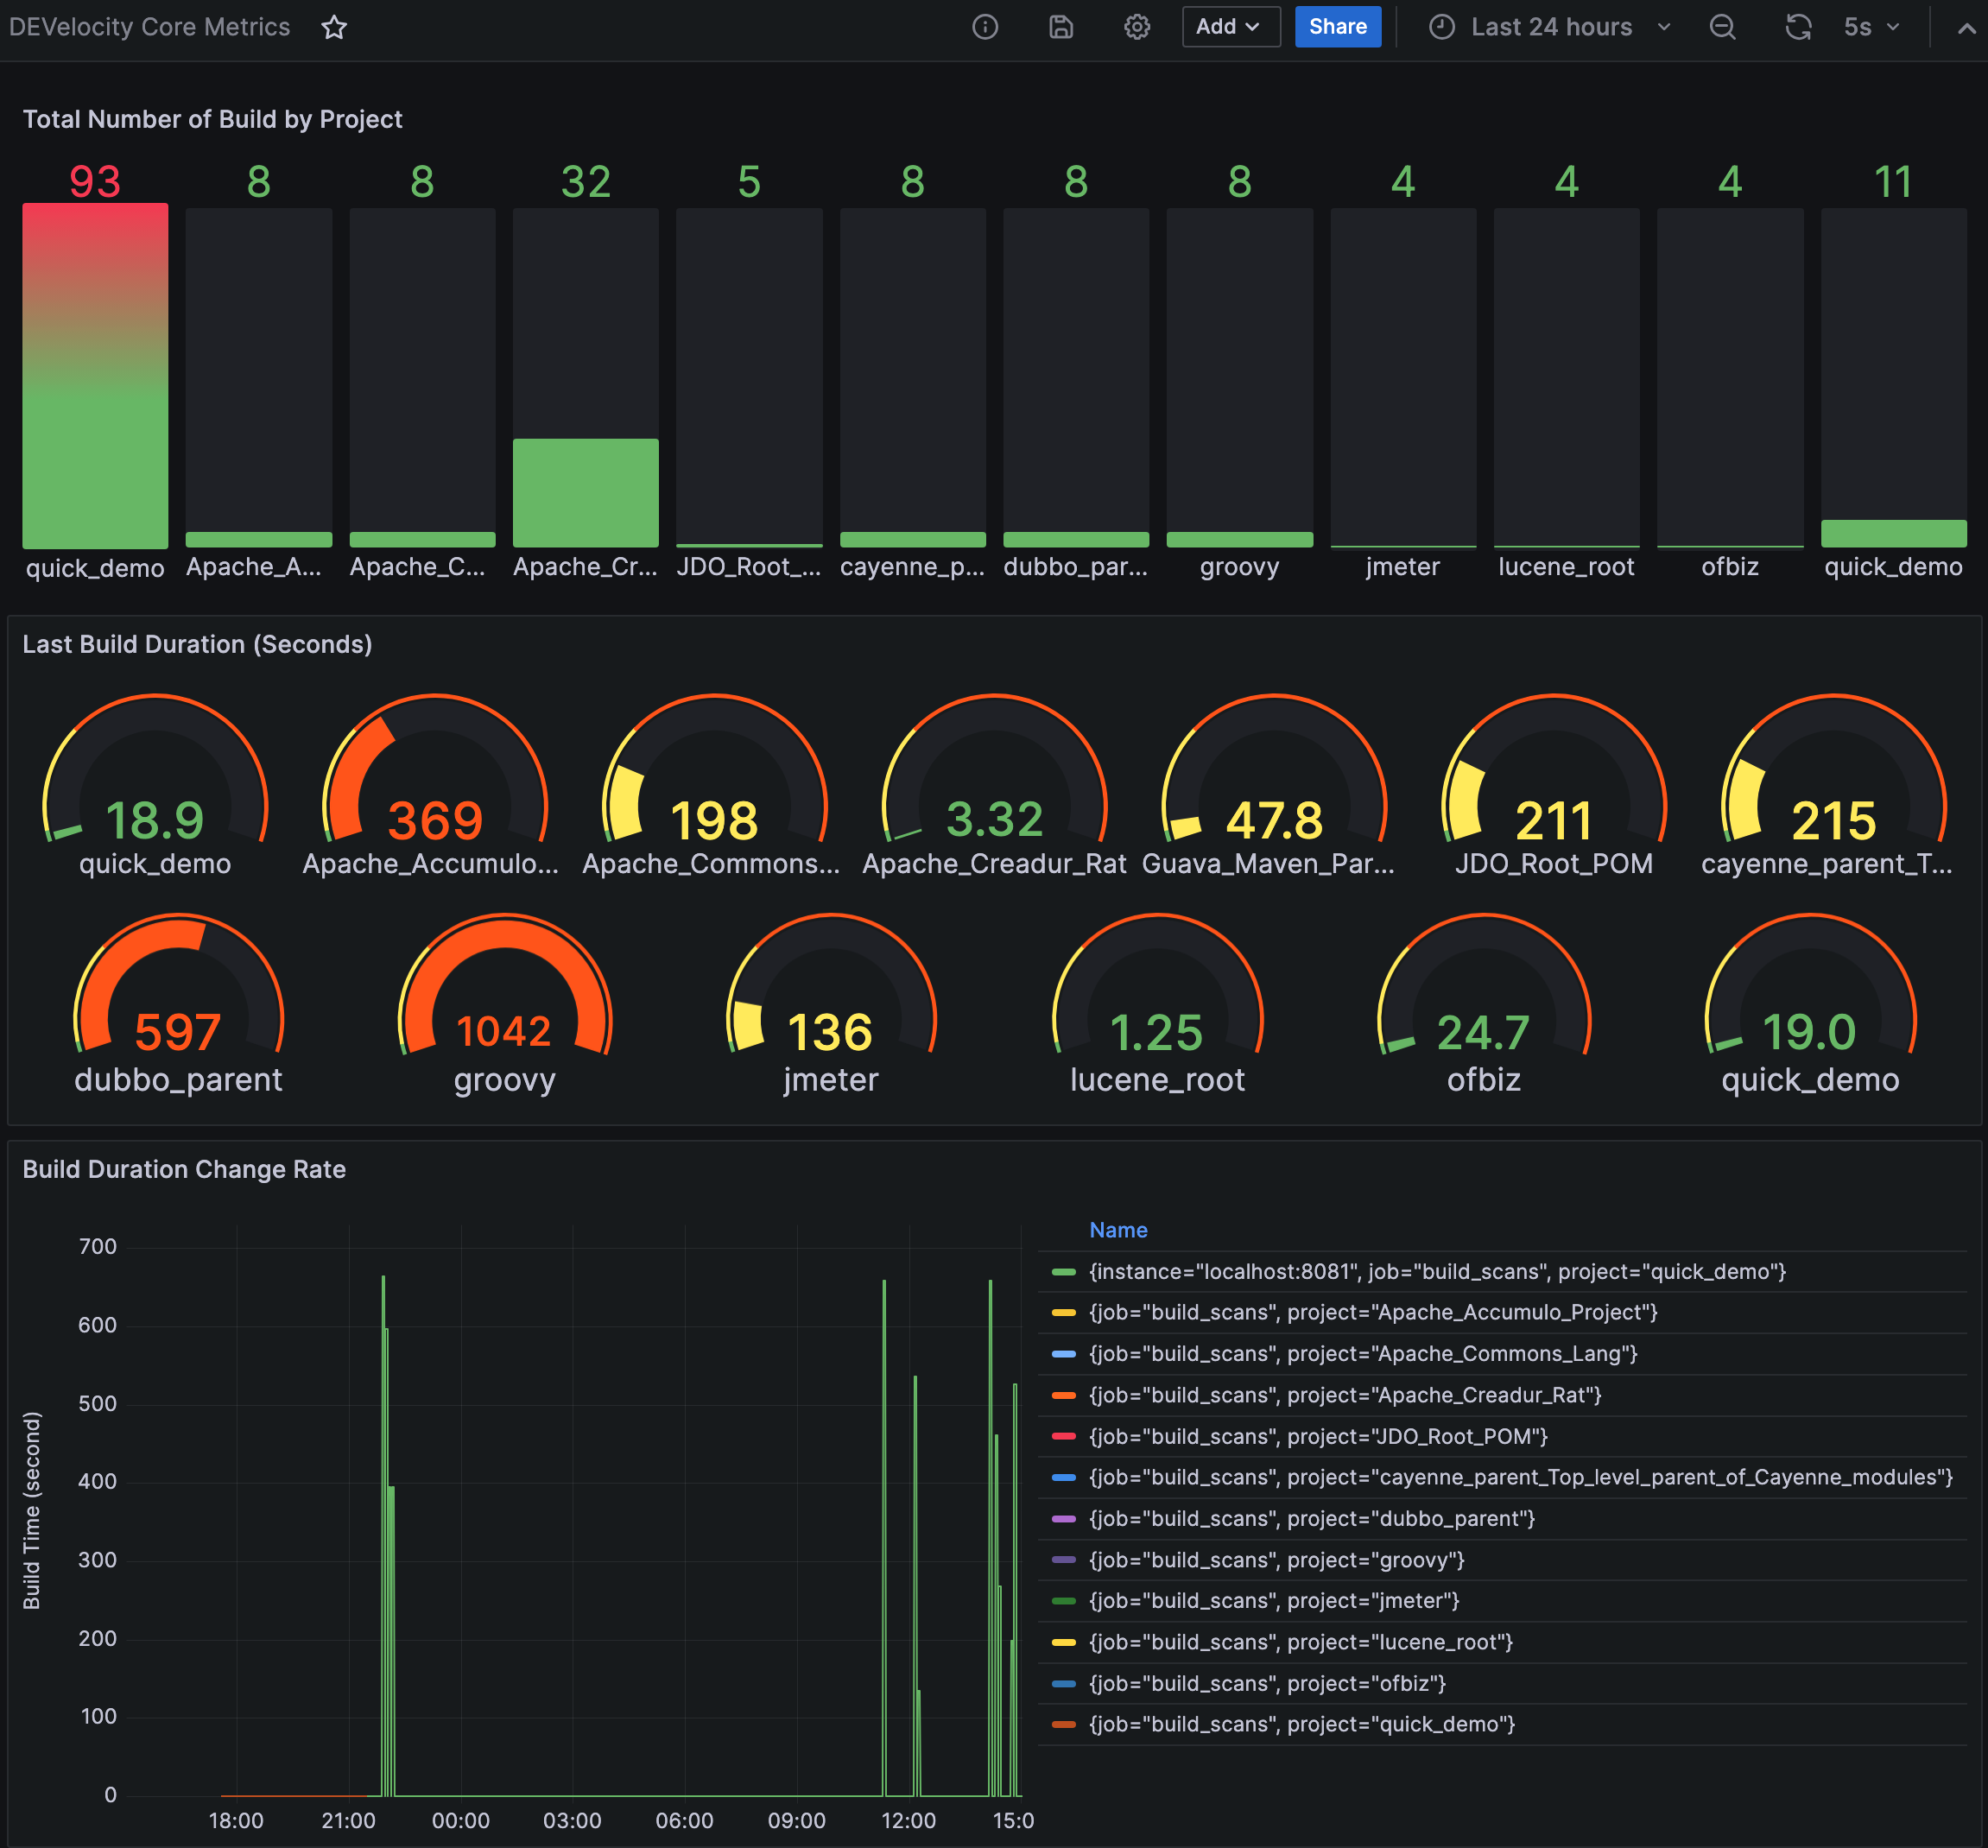 DEVelocity Core Metrics Add Share Last 24 hours 5s
Total Number of Build by Project
93 8 8 32 5 8 8 8 4 4 4 11
quick_demo Apache_A... Apache_C... Apache_Cr... JDO_Root_... cayenne_p... dubbo_par... groovy jmeter lucene_root ofbiz quick_demo
Last Build Duration (Seconds)
18.9 369 198 3.32 47.8 211 215
quick_demo Apache_Accumulo... Apache_Commons... Apache_Creadur_Rat Guava_Maven_Par... JDO_Root_POM cayenne_parent_T...
597 1042 136 1.25 24.7 19.0
dubbo_parent groovy jmeter lucene_root ofbiz quick_demo
Build Duration Change Rate
Build Time (second)
700
600
500
400
300
200
100
0
18:00 21:00 00:00 03:00 06:00 09:00 12:00 15:0
Name
{instance="localhost:8081", job="build_scans", project="quick_demo"}
{job="build_scans", project="Apache_Accumulo_Project"}
{job="build_scans", project="Apache_Commons_Lang"}
{job="build_scans", project="Apache_Creadur_Rat"}
{job="build_scans", project="JDO_Root_POM"}
{job="build_scans", project="cayenne_parent_Top_level_parent_of_Cayenne_modules"}
{job="build_scans", project="dubbo_parent"}
{job="build_scans", project="groovy"}
{job="build_scans", project="jmeter"}
{job="build_scans", project="lucene_root"}
{job="build_scans", project="ofbiz"}
{job="build_scans", project="quick_demo"}